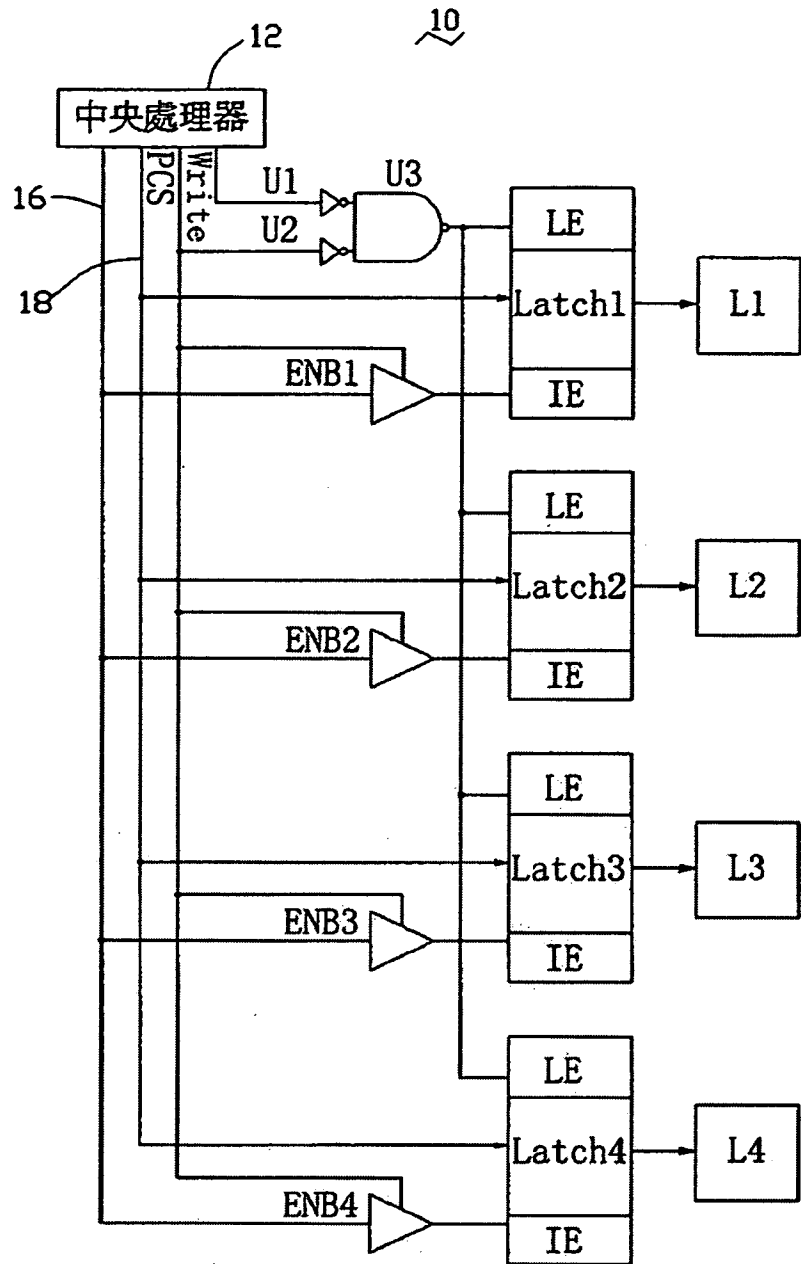 10
12
中央處理器
16
PCS
Write
U1
U3
U2
18
LE
Latch1
L1
ENB1
IE
LE
Latch2
L2
ENB2
IE
LE
Latch3
L3
ENB3
IE
LE
Latch4
L4
ENB4
IE